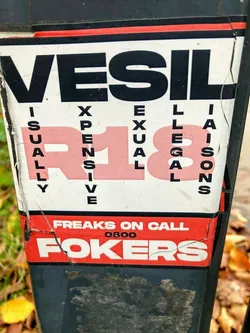 VESIL
ISUALLY
XPENSIVE
EXUAL
LLEGAL
IAISONS
R18
FREAKS ON CALL
0800
FOKERS